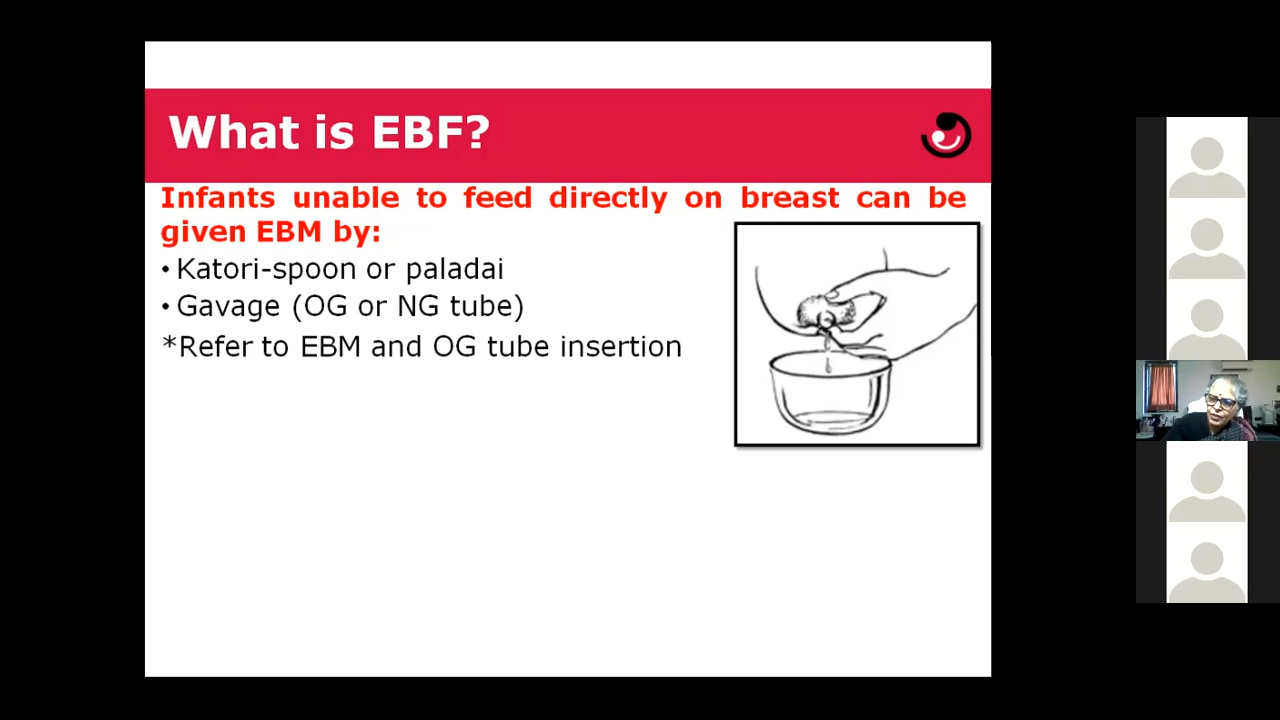 What is EBF?
Infants unable to feed directly on breast can be
given EBM by:
• Katori-spoon or paladai
• Gavage (OG or NG tube)
*Refer to EBM and OG tube insertion